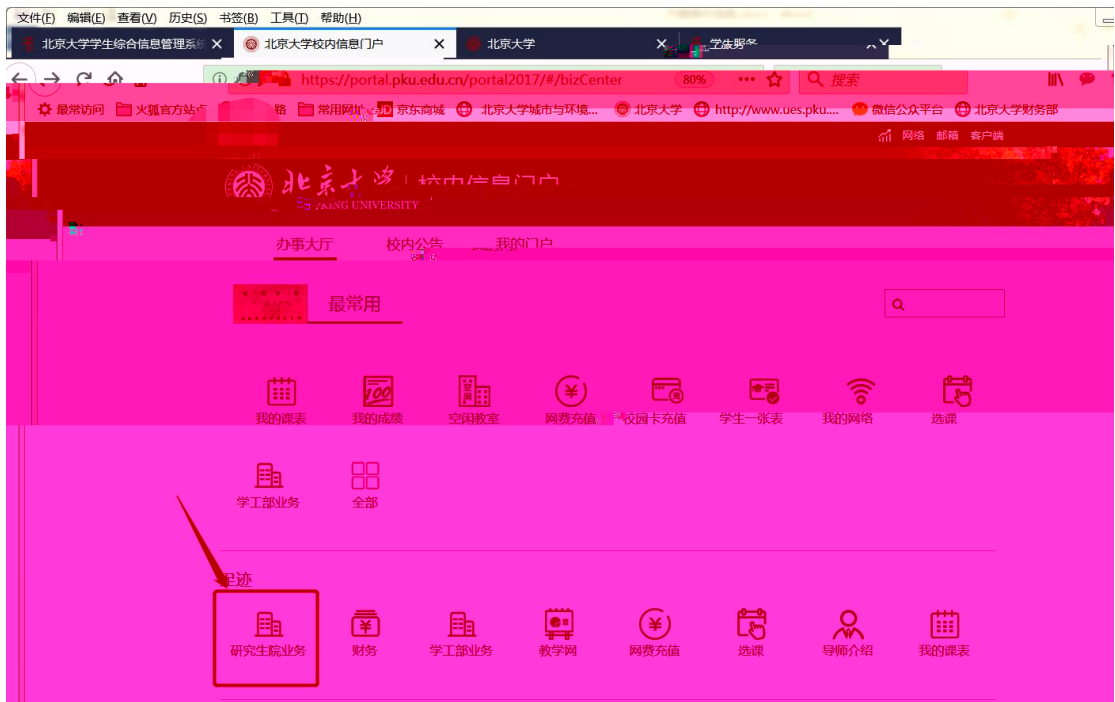 文件(F) 编辑(E) 查看(V) 历史(S) 书签(B) 工具(T) 帮助(H)
北京大学学生综合信息管理系统 北京大学校内信息门户 北京大学
https://portal.pku.edu.cn/portal2017/#/bizCenter 80% 搜索
最常访问 火狐官方站点 常用网址 JD 京东商城 北京大学城市与环境... 北京大学 http://www.ues.pku.... 微信公众平台 北京大学财务部
网络 邮箱 客户端
北京大学 校内信息门户
PEKING UNIVERSITY
办事大厅 校内公告 我的门户
最常用
我的课表 我的成绩 空闲教室 网费充值 校园卡充值 学生一张表 我的网络 选课
学工部业务 全部
足迹
研究生院业务 财务 学工部业务 教学网 网费充值 选课 导师介绍 我的课表